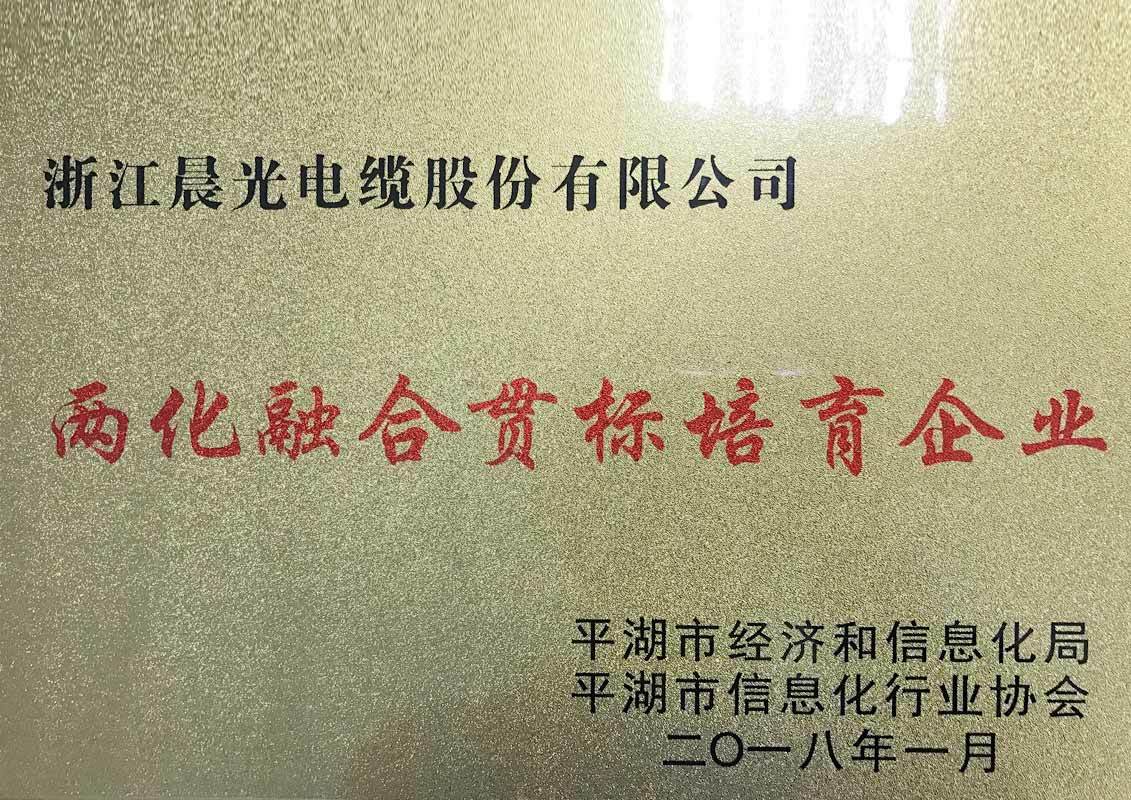 浙江晨光电缆股份有限公司
两化融合贯标培育企业
平湖市经济和信息化局
平湖市信息化行业协会
二〇一八年一月